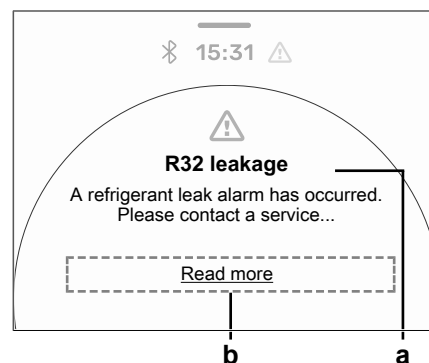 15:31
R32 leakage
A refrigerant leak alarm has occurred.
Please contact a service...
Read more
b
a